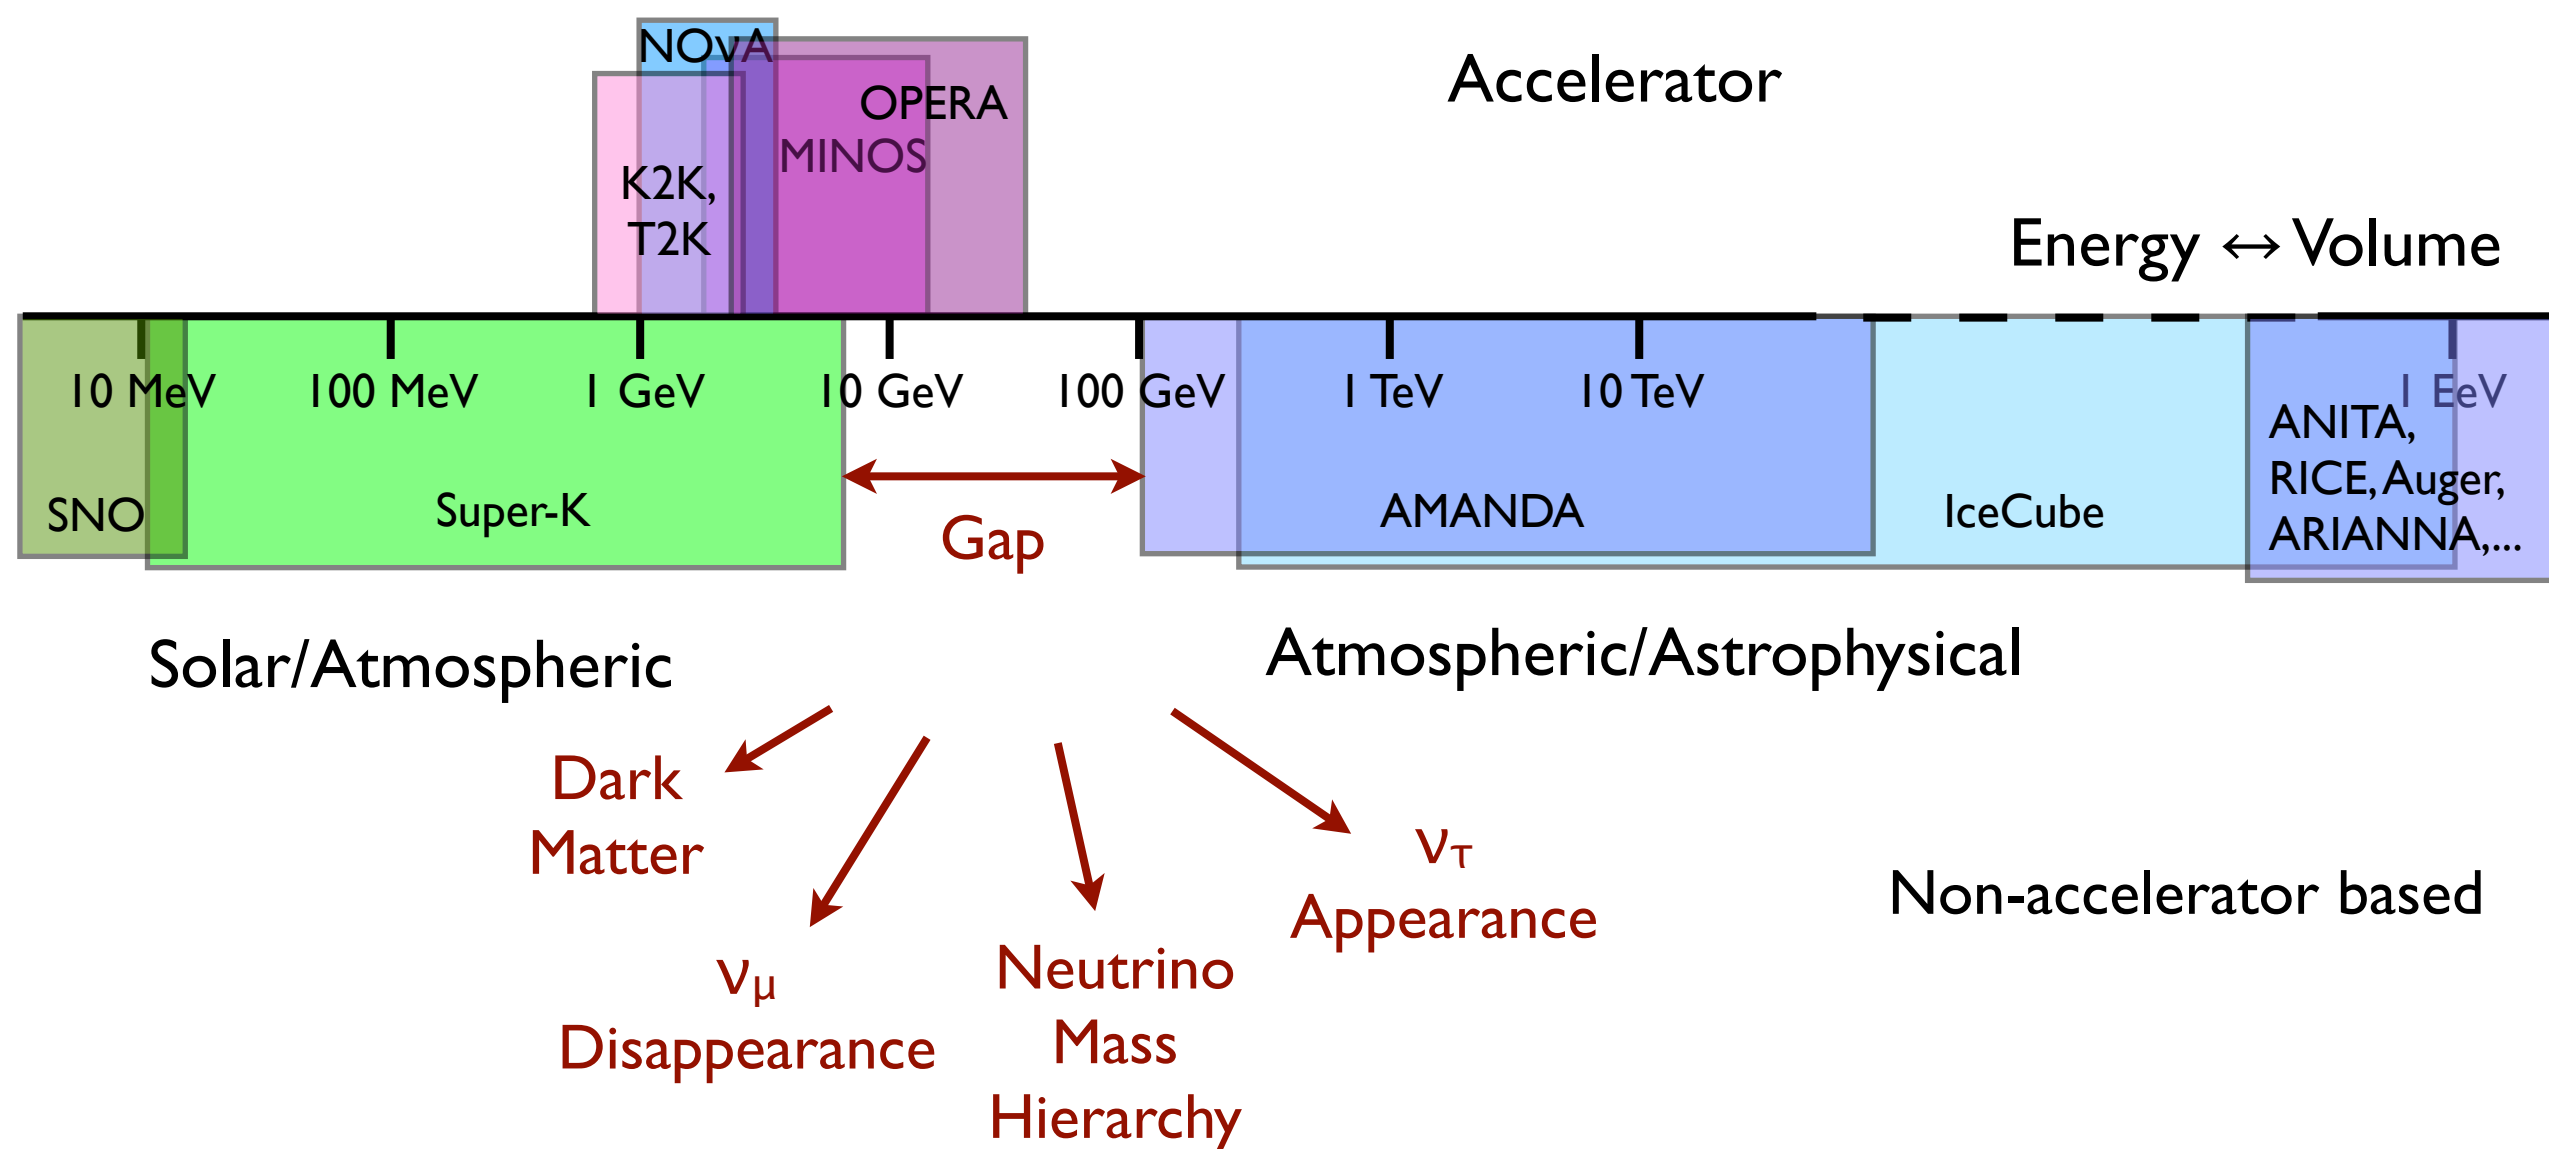 NOνA
Accelerator
OPERA
MINOS
K2K,
T2K
Energy ↔ Volume
10 MeV
100 MeV
1 GeV
10 GeV
100 GeV
1 TeV
10 TeV
1 EeV
SNO
Super-K
Gap
AMANDA
IceCube
ANITA,
RICE, Auger,
ARIANNA,...
Solar/Atmospheric
Atmospheric/Astrophysical
Dark
Matter
νμ
Disappearance
Neutrino
Mass
Hierarchy
ντ
Appearance
Non-accelerator based